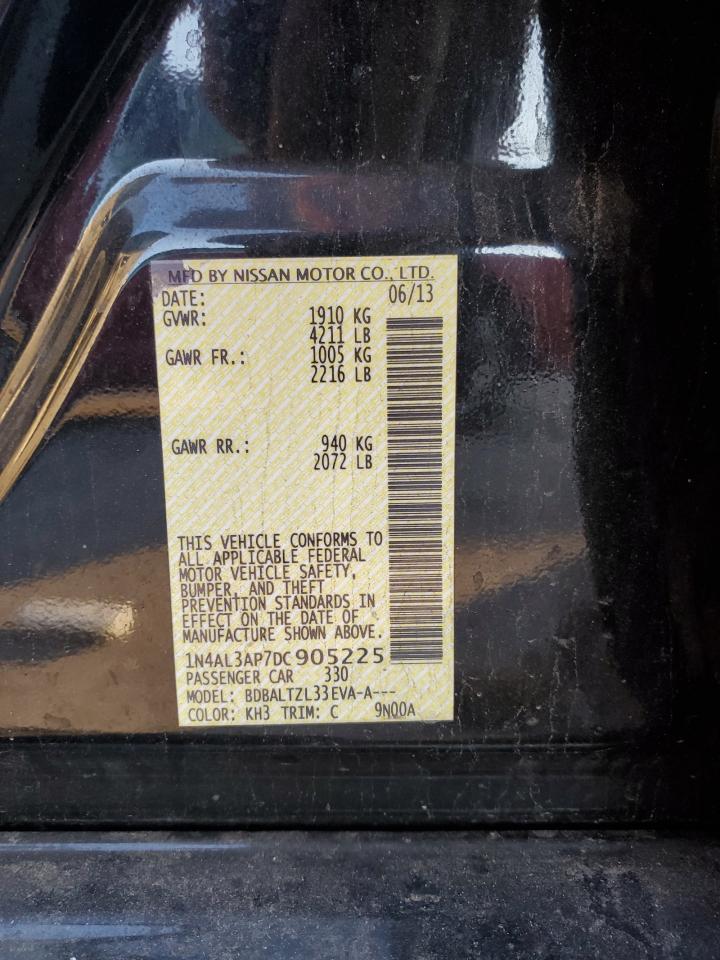 MFD BY NISSAN MOTOR CO., LTD.
DATE: 06/13
GVWR: 1910 KG
4211 LB
GAWR FR.: 1005 KG
2216 LB
GAWR RR.: 940 KG
2072 LB
THIS VEHICLE CONFORMS TO
ALL APPLICABLE FEDERAL
MOTOR VEHICLE SAFETY,
BUMPER, AND THEFT
PREVENTION STANDARDS IN
EFFECT ON THE DATE OF
MANUFACTURE SHOWN ABOVE.
1N4AL3AP7DC905225
PASSENGER CAR 330
MODEL: BDBALTZL33EVA-A---
COLOR: KH3 TRIM: C 9N00A